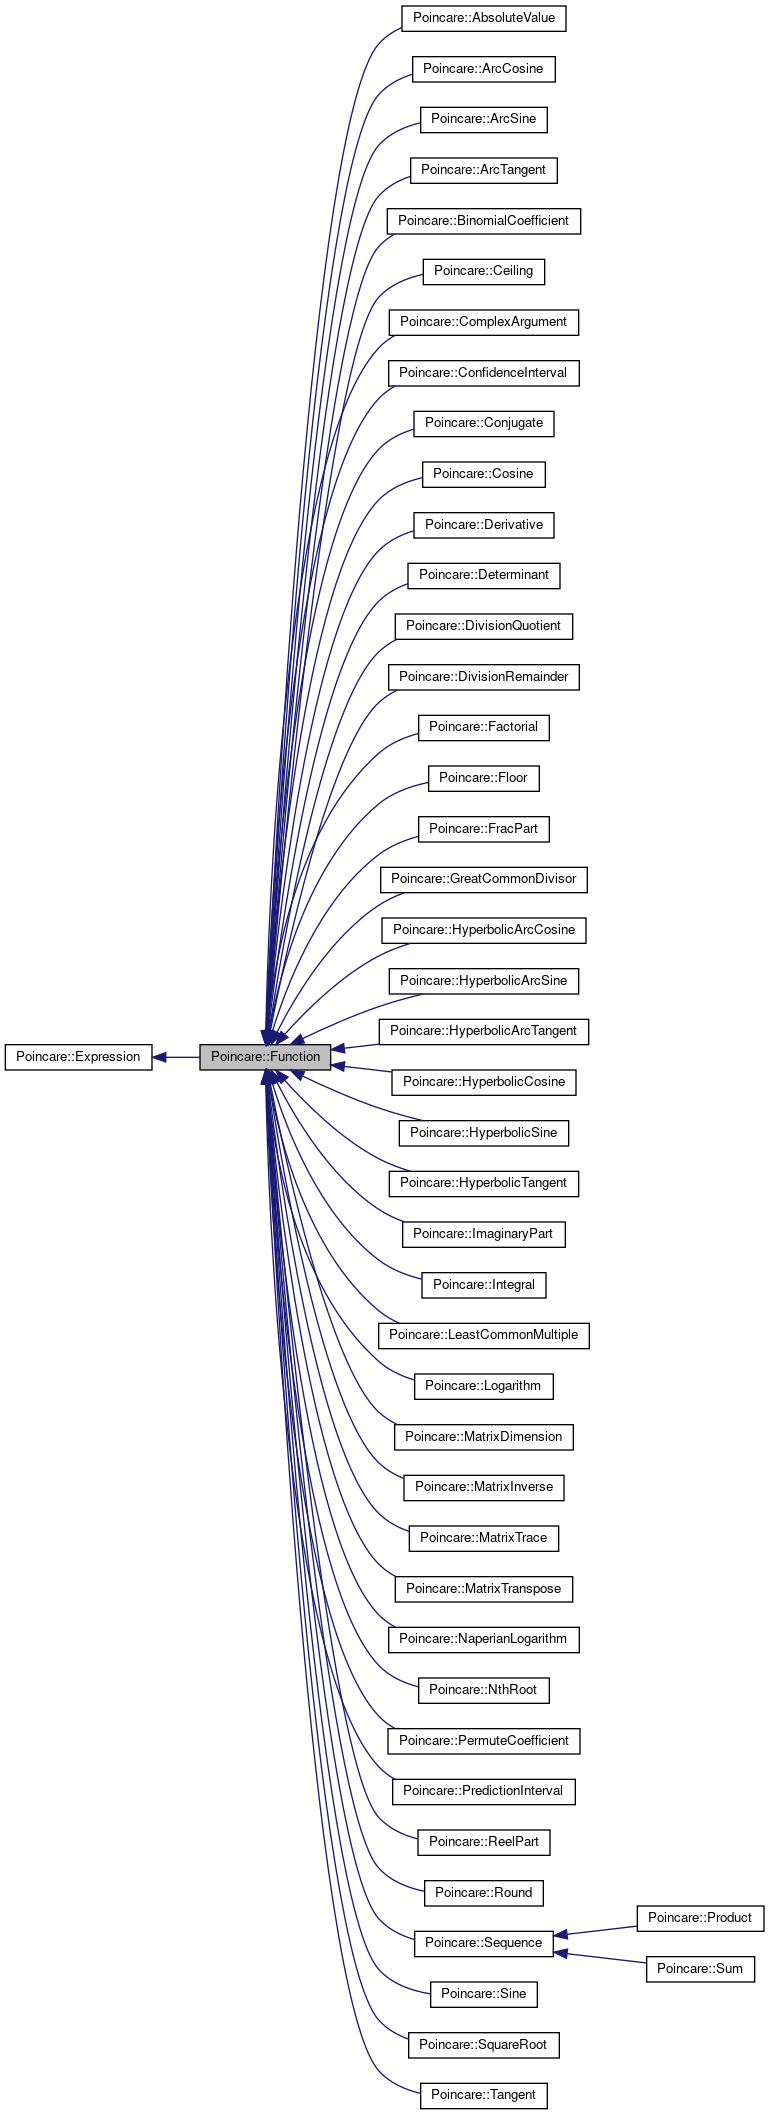 Poincare::AbsoluteValue
Poincare::ArcCosine
Poincare::ArcSine
Poincare::ArcTangent
Poincare::BinomialCoefficient
Poincare::Ceiling
Poincare::ComplexArgument
Poincare::ConfidenceInterval
Poincare::Conjugate
Poincare::Cosine
Poincare::Derivative
Poincare::Determinant
Poincare::DivisionQuotient
Poincare::DivisionRemainder
Poincare::Factorial
Poincare::Floor
Poincare::FracPart
Poincare::GreatCommonDivisor
Poincare::HyperbolicArcCosine
Poincare::HyperbolicArcSine
Poincare::HyperbolicArcTangent
Poincare::Expression
Poincare::Function
Poincare::HyperbolicCosine
Poincare::HyperbolicSine
Poincare::HyperbolicTangent
Poincare::ImaginaryPart
Poincare::Integral
Poincare::LeastCommonMultiple
Poincare::Logarithm
Poincare::MatrixDimension
Poincare::MatrixInverse
Poincare::MatrixTrace
Poincare::MatrixTranspose
Poincare::NaperianLogarithm
Poincare::NthRoot
Poincare::PermuteCoefficient
Poincare::PredictionInterval
Poincare::ReelPart
Poincare::Round
Poincare::Product
Poincare::Sequence
Poincare::Sum
Poincare::Sine
Poincare::SquareRoot
Poincare::Tangent